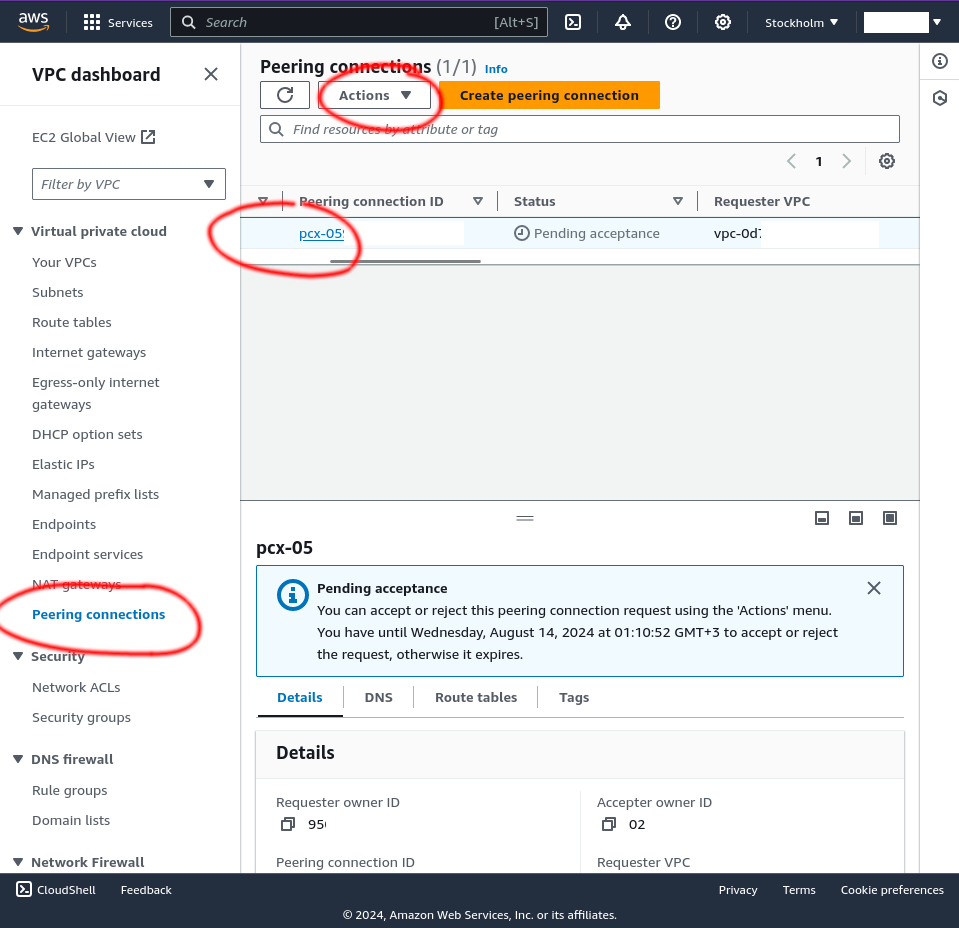 aws
Services
Search
[Alt+S]
Stockholm
VPC dashboard
EC2 Global View
Filter by VPC
Virtual private cloud
Your VPCs
Subnets
Route tables
Internet gateways
Egress-only internet
gateways
DHCP option sets
Elastic IPs
Managed prefix lists
Endpoints
Endpoint services
NAT gateways
Peering connections
Security
Network ACLs
Security groups
DNS firewall
Rule groups
Domain lists
Network Firewall
Peering connections (1/1) Info
Actions
Create peering connection
Find resources by attribute or tag
1
Peering connection ID
Status
Requester VPC
pcx-05
Pending acceptance
vpc-0d7
pcx-05
Pending acceptance
You can accept or reject this peering connection request using the 'Actions' menu.
You have until Wednesday, August 14, 2024 at 01:10:52 GMT+3 to accept or reject
the request, otherwise it expires.
Details
DNS
Route tables
Tags
Details
Requester owner ID
Accepter owner ID
95
02
Peering connection ID
Requester VPC
CloudShell
Feedback
Privacy
Terms
Cookie preferences
© 2024, Amazon Web Services, Inc. or its affiliates.